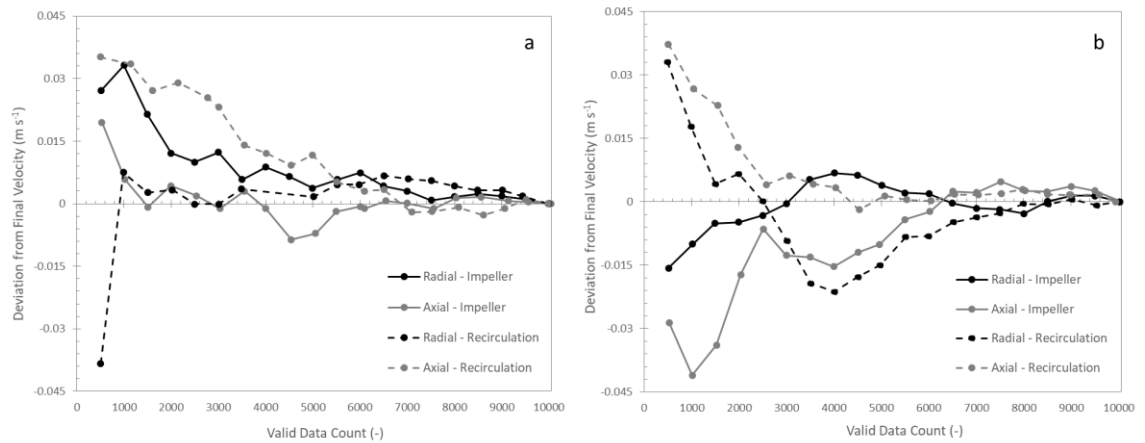 a
Deviation from Final Velocity (m s⁻¹)
0.045
0.03
0.015
0
-0.015
-0.03
-0.045
Radial - Impeller
Axial - Impeller
Radial - Recirculation
Axial - Recirculation
0 1000 2000 3000 4000 5000 6000 7000 8000 9000 10000
Valid Data Count (-)
b
Deviation from Final Velocity (m s⁻¹)
0.045
0.03
0.015
0
-0.015
-0.03
-0.045
Radial - Impeller
Axial - Impeller
Radial - Recirculation
Axial - Recirculation
0 1000 2000 3000 4000 5000 6000 7000 8000 9000 10000
Valid Data Count (-)